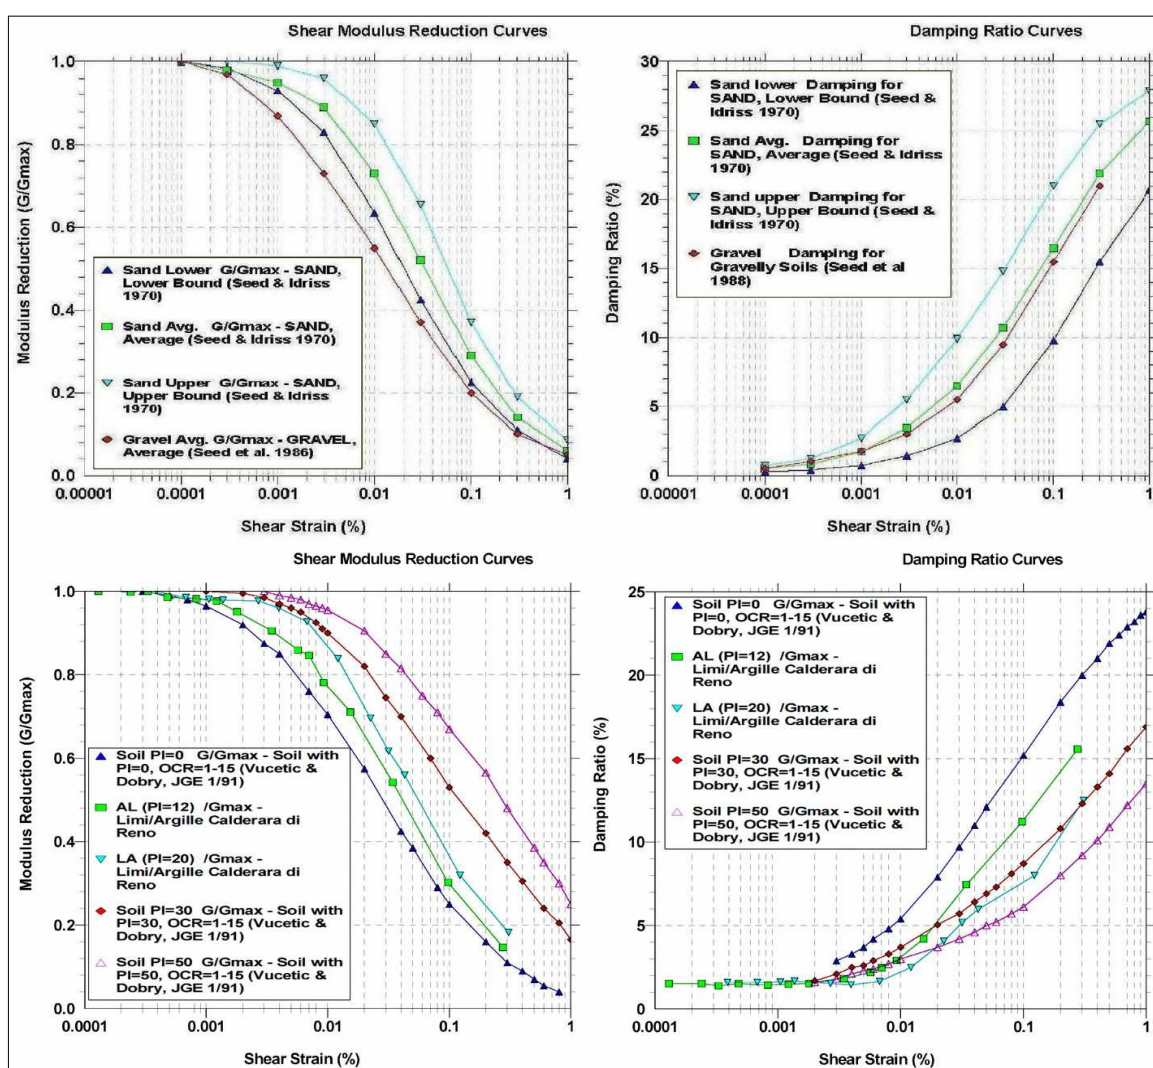 Shear Modulus Reduction Curves
Modulus Reduction (G/Gmax)
1.0
0.8
0.6
0.4
0.2
0.0
Sand Lower G/Gmax - SAND,
Lower Bound (Seed & Idriss
1970)
Sand Avg. G/Gmax - SAND,
Average (Seed & Idriss 1970)
Sand Upper G/Gmax - SAND,
Upper Bound (Seed & Idriss
1970)
Gravel Avg. G/Gmax - GRAVEL,
Average (Seed et al. 1986)
0.00001 0.0001 0.001 0.01 0.1 1
Shear Strain (%)
Damping Ratio Curves
Damping Ratio (%)
30
25
20
15
10
5
0
Sand lower Damping for
SAND, Lower Bound (Seed &
Idriss 1970)
Sand Avg. Damping for
SAND, Average (Seed & Idriss
1970)
Sand upper Damping for
SAND, Upper Bound (Seed &
Idriss 1970)
Gravel Damping for
Gravelly Soils (Seed et al
1988)
0.00001 0.0001 0.001 0.01 0.1 1
Shear Strain (%)
Shear Modulus Reduction Curves
Modulus Reduction (G/Gmax)
1.0
0.8
0.6
0.4
0.2
0.0
Soil PI=0 G/Gmax - Soil with
PI=0, OCR=1-15 (Vucetic &
Dobry, JGE 1/91)
AL (PI=12) /Gmax -
Limi/Argille Calderara di
Reno
LA (PI=20) /Gmax -
Limi/Argille Calderara di
Reno
Soil PI=30 G/Gmax - Soil with
PI=30, OCR=1-15 (Vucetic &
Dobry, JGE 1/91)
Soil PI=50 G/Gmax - Soil with
PI=50, OCR=1-15 (Vucetic &
Dobry, JGE 1/91)
0.0001 0.001 0.01 0.1 1
Shear Strain (%)
Damping Ratio Curves
Damping Ratio (%)
25
20
15
10
5
0
Soil PI=0 G/Gmax - Soil with
PI=0, OCR=1-15 (Vucetic &
Dobry, JGE 1/91)
AL (PI=12) /Gmax -
Limi/Argille Calderara di
Reno
LA (PI=20) /Gmax -
Limi/Argille Calderara di
Reno
Soil PI=30 G/Gmax - Soil with
PI=30, OCR=1-15 (Vucetic &
Dobry, JGE 1/91)
Soil PI=50 G/Gmax - Soil with
PI=50, OCR=1-15 (Vucetic &
Dobry, JGE 1/91)
0.0001 0.001 0.01 0.1 1
Shear Strain (%)